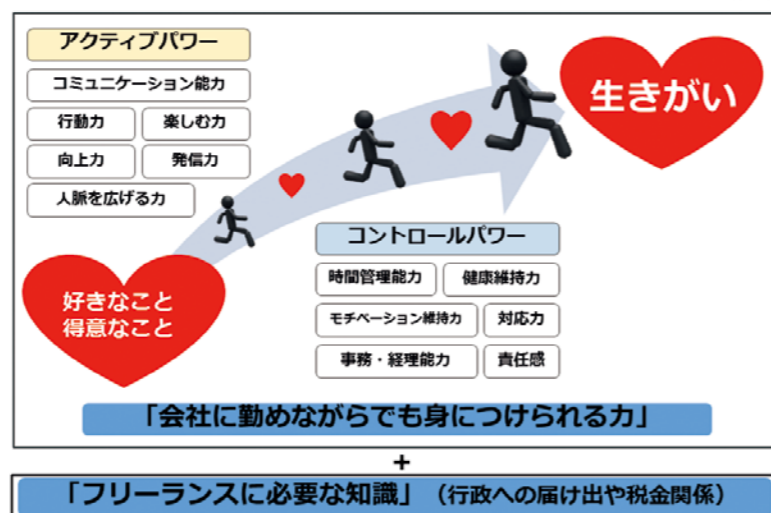 アクティブパワー
コミュニケーション能力
行動力
楽しむ力
向上力
発信力
人脈を広げる力
生きがい
好きなこと
得意なこと
コントロールパワー
時間管理能力
健康維持力
モチベーション維持力
対応力
事務・経理能力
責任感
「会社に勤めながらでも身につけられる力」
+
「フリーランスに必要な知識」（行政への届け出や税金関係）